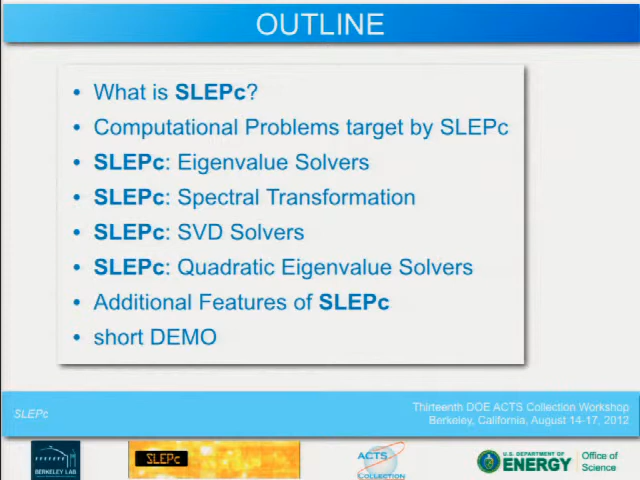 OUTLINE
• What is SLEPc?
• Computational Problems target by SLEPc
• SLEPc: Eigenvalue Solvers
• SLEPc: Spectral Transformation
• SLEPc: SVD Solvers
• SLEPc: Quadratic Eigenvalue Solvers
• Additional Features of SLEPc
• short DEMO
SLEPc
Thirteenth DOE ACTS Collection Workshop
Berkeley, California, August 14-17, 2012
BERKELEY LAB
SLEPc
ACTS
COLLECTION
U.S. DEPARTMENT OF
ENERGY
Office of
Science